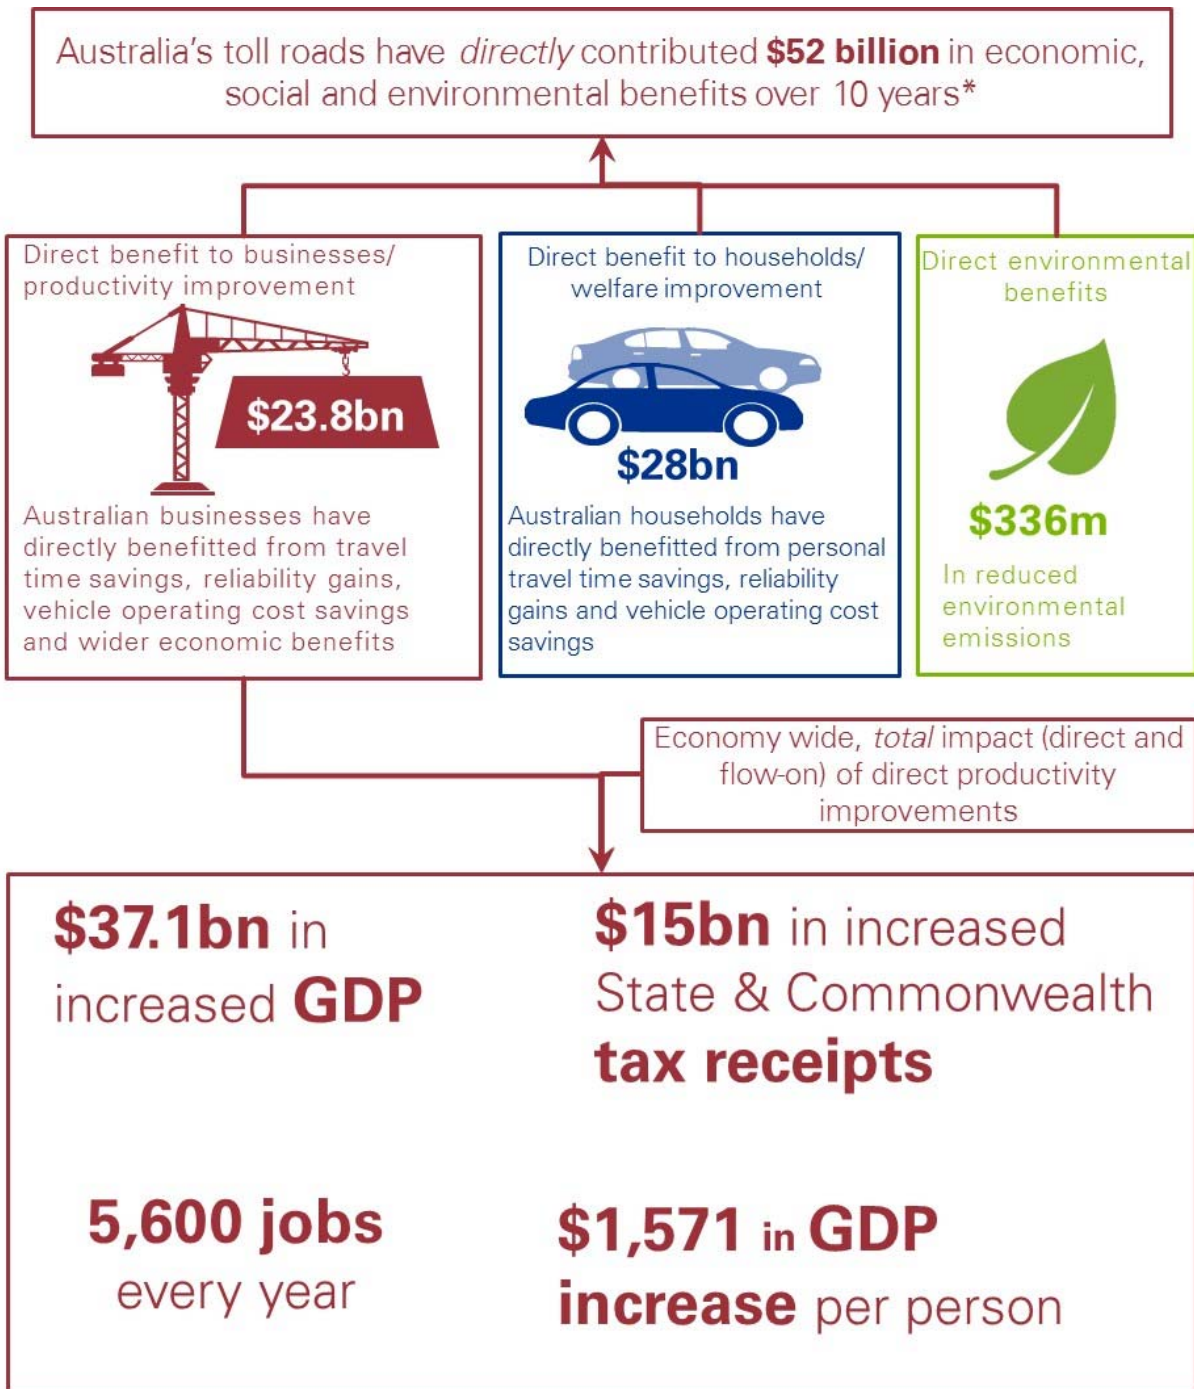 Australia's toll roads have directly contributed $52 billion in economic,
social and environmental benefits over 10 years*
Direct benefit to businesses/
productivity improvement
$23.8bn
Australian businesses have
directly benefitted from travel
time savings, reliability gains,
vehicle operating cost savings
and wider economic benefits
Direct benefit to households/
welfare improvement
$28bn
Australian households have
directly benefitted from personal
travel time savings, reliability
gains and vehicle operating cost
savings
Direct environmental
benefits
$336m
In reduced
environmental
emissions
Economy wide, total impact (direct and
flow-on) of direct productivity
improvements
$37.1bn in
increased GDP
$15bn in increased
State & Commonwealth
tax receipts
5,600 jobs
every year
$1,571 in GDP
increase per person